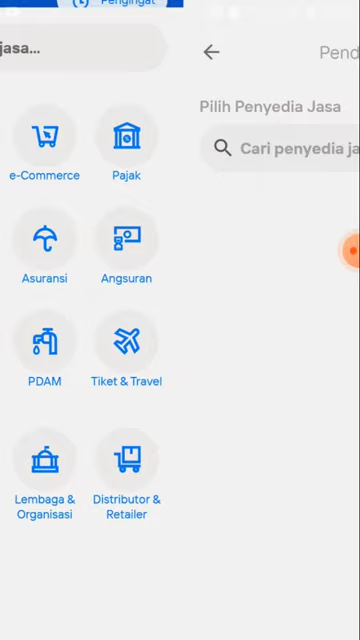 Pengingat
jasa...
e-Commerce
Pajak
Asuransi
Angsuran
PDAM
Tiket & Travel
Lembaga &
Organisasi
Distributor &
Retailer
Pend
Pilih Penyedia Jasa
Cari penyedia ja